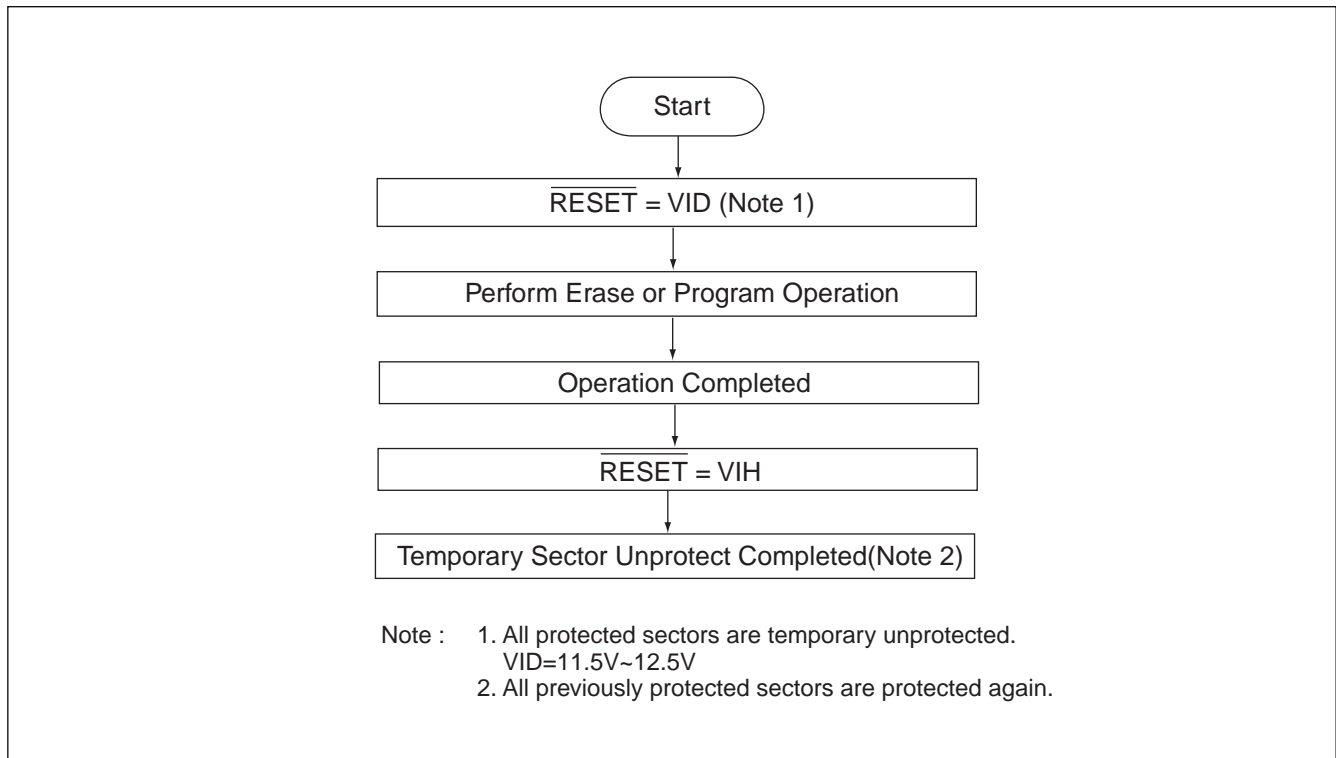 Start
RESET = VID (Note 1)
Perform Erase or Program Operation
Operation Completed
RESET = VIH
Temporary Sector Unprotect Completed(Note 2)
Note : 1. All protected sectors are temporary unprotected.
VID=11.5V~12.5V
2. All previously protected sectors are protected again.